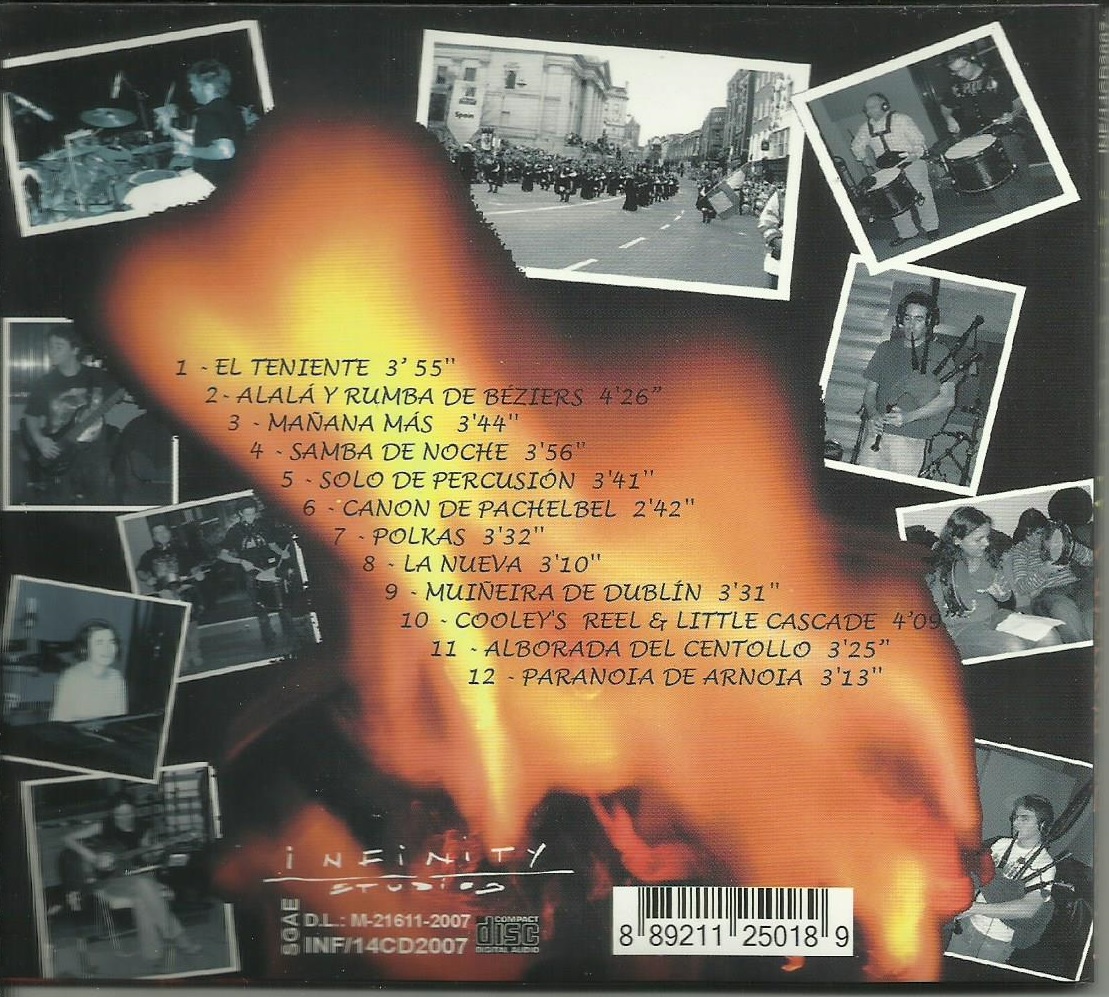 Spain
1 - EL TENIENTE 3' 55"
2 - ALALÁ Y RUMBA DE BÉZIERS 4'26"
3 - MAÑANA MÁS 3'44"
4 - SAMBA DE NOCHE 3'56"
5 - SOLO DE PERCUSIÓN 3'41"
6 - CANON DE PACHELBEL 2'42"
7 - POLKAS 3'32"
8 - LA NUEVA 3'10"
9 - MUIÑEIRA DE DUBLÍN 3'31"
10 - COOLEY'S REEL & LITTLE CASCADE 4'09
11 - ALBORADA DEL CENTOLLO 3'25"
12 - PARANOIA DE ARNOIA 3'13"
INFINITY
STUDIOS
SGAE
D.L.: M-21611-2007
INF/14CD2007
COMPACT
disc
DIGITAL AUDIO
8 89211 25018 9